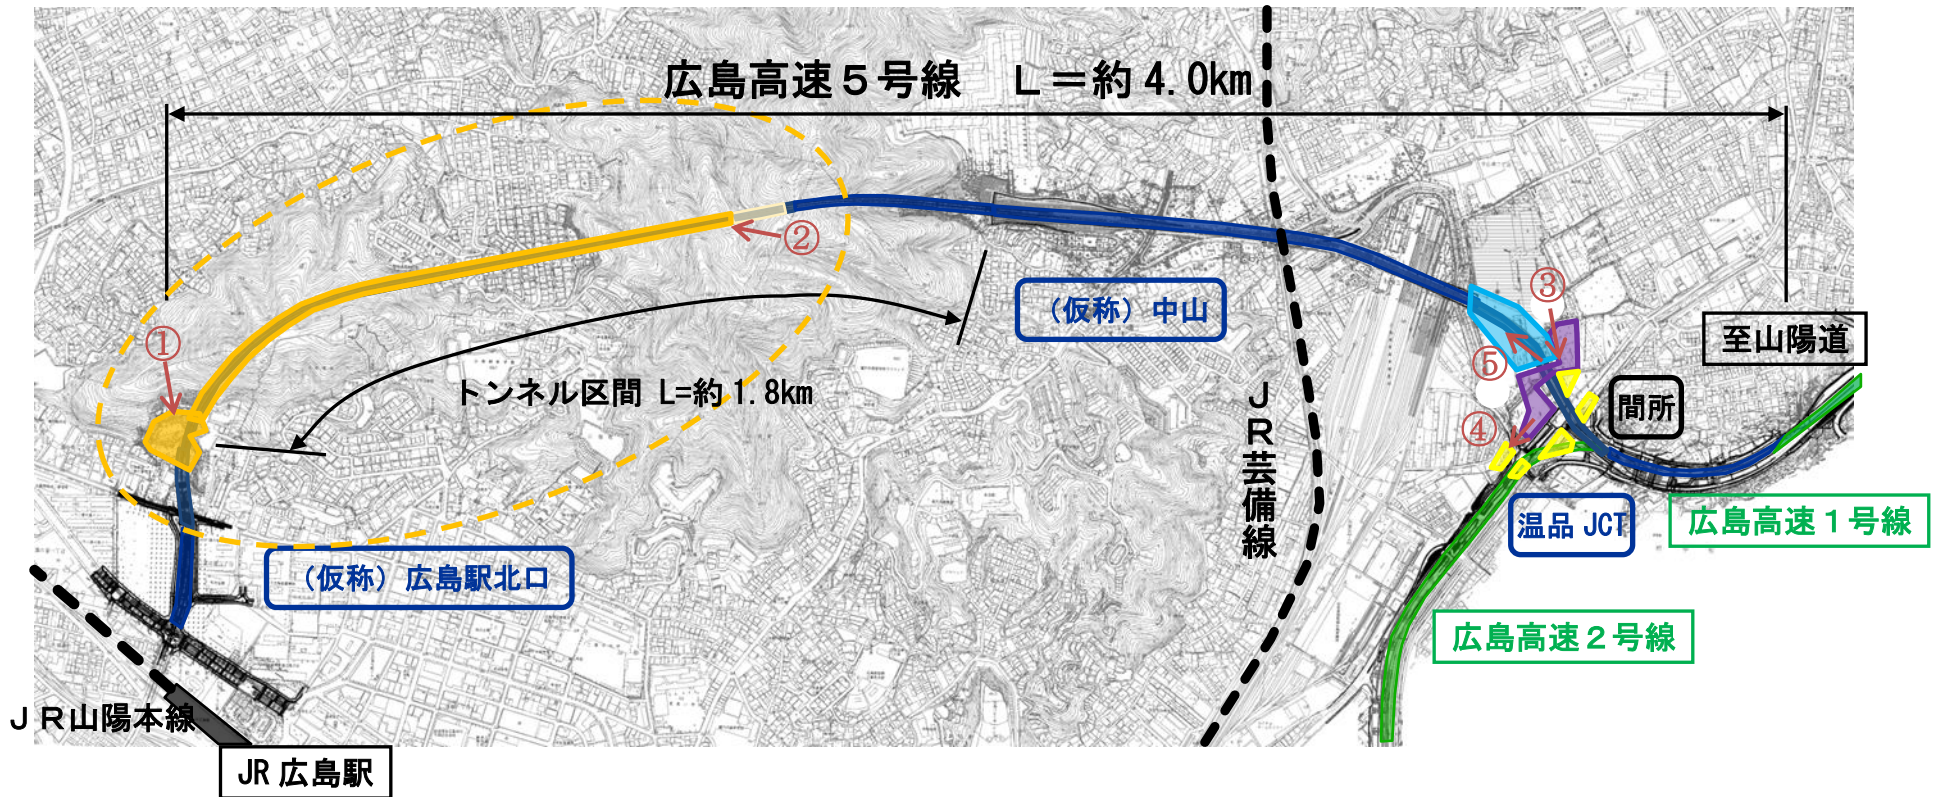 広島高速５号線　Ｌ＝約 4.0km
②
（仮称）中山
③
①
至山陽道
⑤
トンネル区間 L=約 1.8km
間所
ＪＲ芸備線
④
広島高速１号線
温品 JCT
（仮称）広島駅北口
広島高速２号線
ＪＲ山陽本線
JR 広島駅